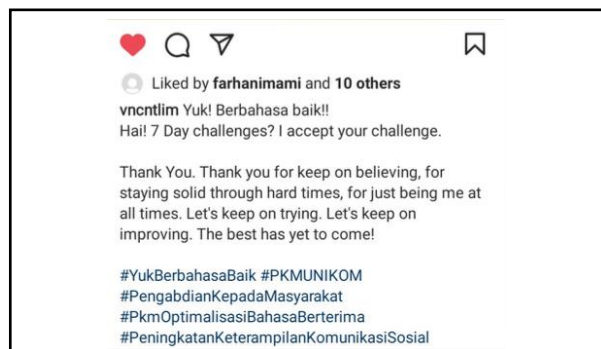 Liked by farhanimami and 10 others
vncntlim Yuk! Berbahasa baik!!
Hai! 7 Day challenges? I accept your challenge.
Thank You. Thank you for keep on believing, for
staying solid through hard times, for just being me at
all times. Let's keep on trying. Let's keep on
improving. The best has yet to come!
#YukBerbahasaBaik #PKMUNIKOM
#PengabdianKepadaMasyarakat
#PkmOptimalisasiBahasaBerterima
#PeningkatanKeterampilanKomunikasiSosial